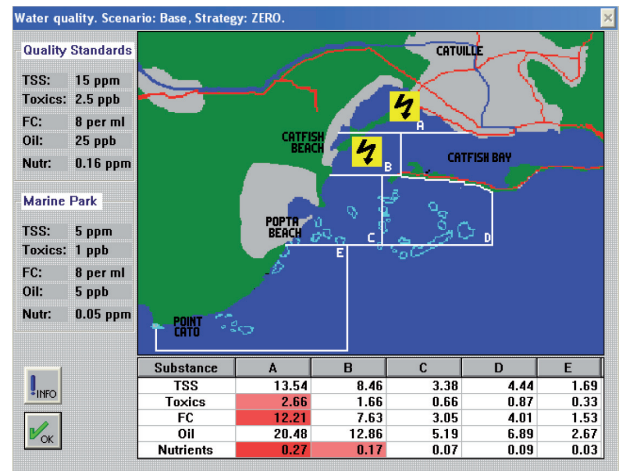 Water quality. Scenario: Base, Strategy: ZERO.
Quality Standards
TSS: 15 ppm
Toxics: 2.5 ppb
FC: 8 per ml
Oil: 25 ppb
Nutr: 0.16 ppm
Marine Park
TSS: 5 ppm
Toxics: 1 ppb
FC: 8 per ml
Oil: 5 ppb
Nutr: 0.05 ppm
INFO
OK
CATVILLE
A
CATFISH
BEACH
B
CATFISH BAY
POPTA
BEACH
C
D
E
POINT
CATO
Substance A B C D E
TSS 13.54 8.46 3.38 4.44 1.69
Toxics 2.66 1.66 0.66 0.87 0.33
FC 12.21 7.63 3.05 4.01 1.53
Oil 20.48 12.86 5.19 6.89 2.67
Nutrients 0.27 0.17 0.07 0.09 0.03